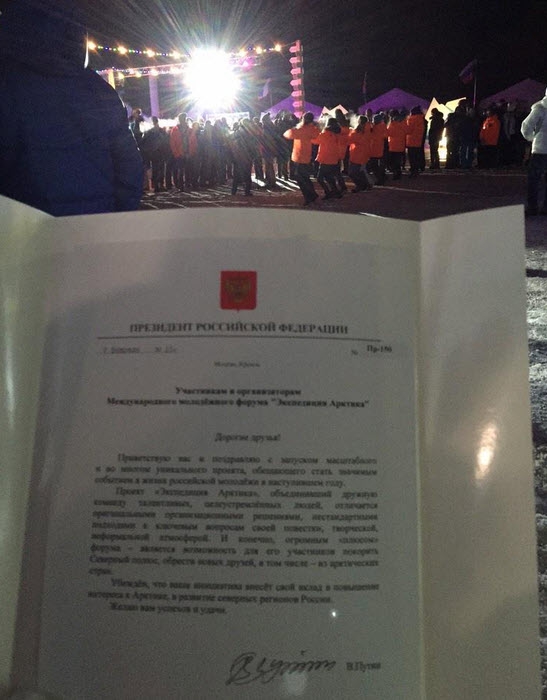 ПРЕЗИДЕНТ РОССИЙСКОЙ ФЕДЕРАЦИИ
№ Пр-196
Москва, Кремль
Участникам и организаторам
Международного молодёжного форума "Экспедиция Арктика"
Дорогие друзья!
Приветствую вас и поздравляю с запуском масштабного
и во многом уникального проекта, обещающего стать значимым
событием в жизни российской молодёжи в наступившем году.
Проект «Экспедиция Арктика», объединивший дружную
команду талантливых, целеустремлённых людей, отличается
оригинальными организационными решениями, нестандартными
подходами к ключевым вопросам своей повестки, творческой,
неформальной атмосферой. И конечно, огромным «плюсом»
форума – является возможность для его участников покорить
Северный полюс, обрести новых друзей, в том числе – из арктических
стран.
Убеждён, что ваша инициатива внесёт свой вклад в повышение
интереса к Арктике, в развитие северных регионов России.
Желаю вам успехов и удачи.
В.Путин